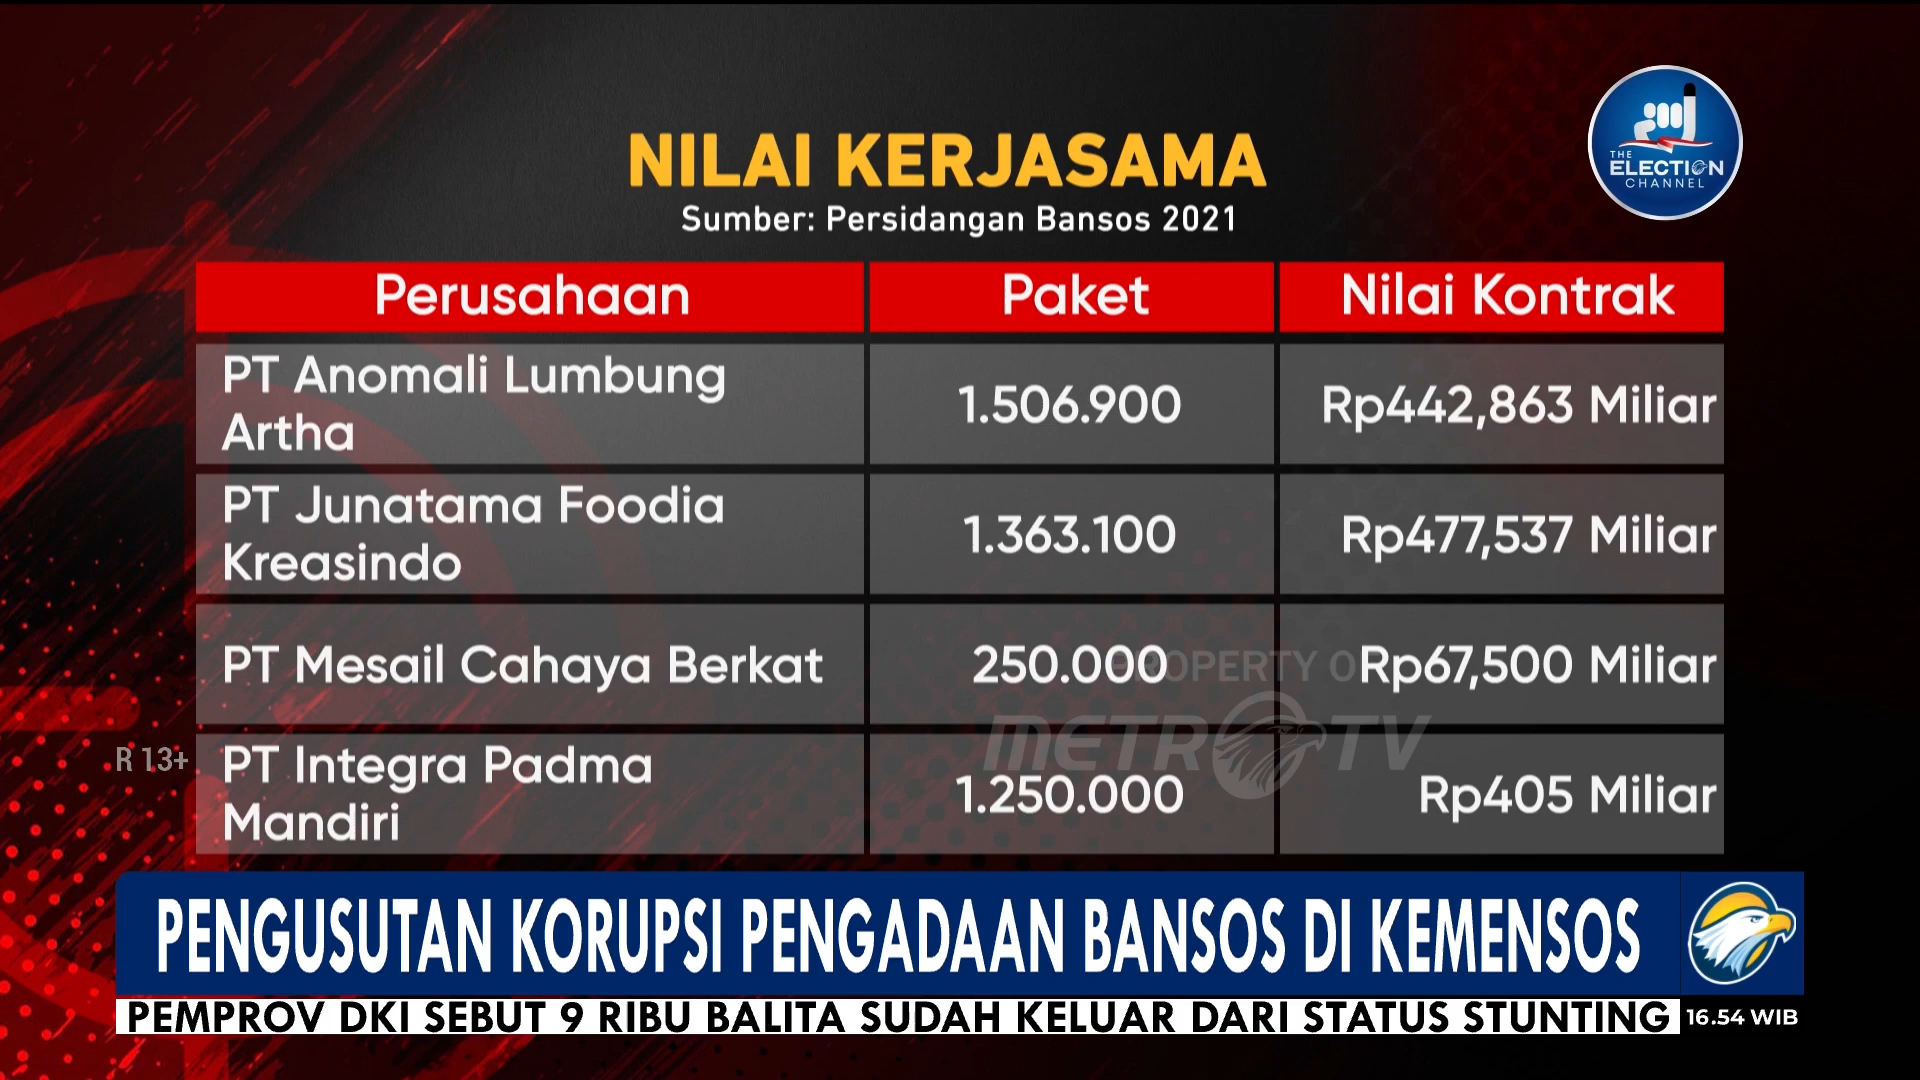 NILAI KERJASAMA
Sumber: Persidangan Bansos 2021
THE
ELECTION
CHANNEL
Perusahaan Paket Nilai Kontrak
PT Anomali Lumbung
Artha
1.506.900 Rp442,863 Miliar
PT Junatama Foodia
Kreasindo
1.363.100 Rp477,537 Miliar
PT Mesail Cahaya Berkat 250.000 Rp67,500 Miliar
PROPERTY O
METRO TV
R 13+
PT Integra Padma
Mandiri
1.250.000 Rp405 Miliar
PENGUSUTAN KORUPSI PENGADAAN BANSOS DI KEMENSOS
PEMPROV DKI SEBUT 9 RIBU BALITA SUDAH KELUAR DARI STATUS STUNTING
16.54 WIB